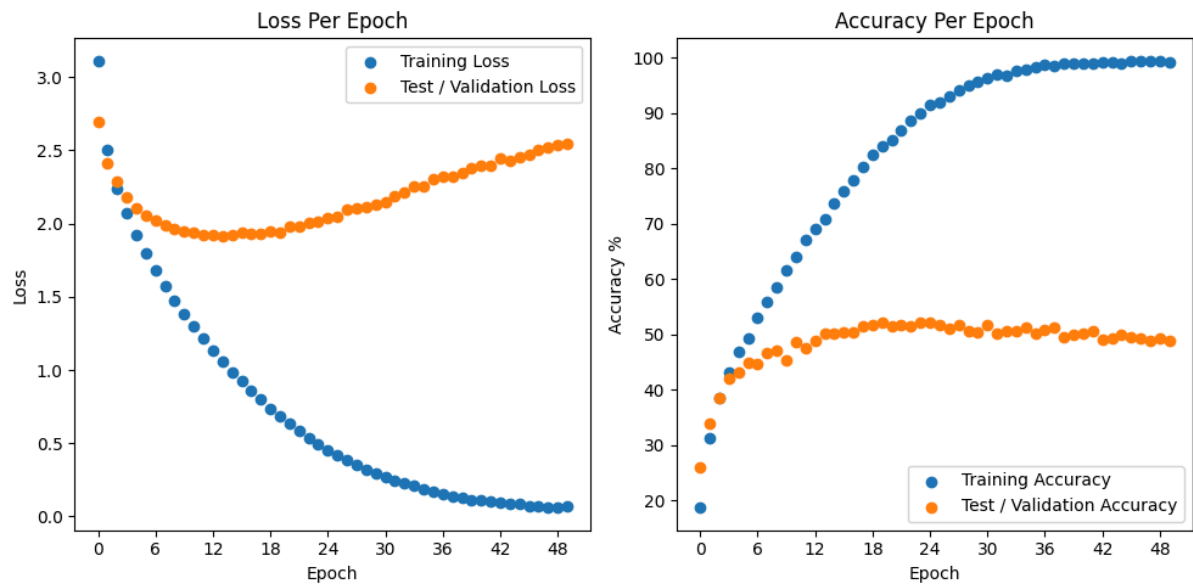 Loss Per Epoch
Training Loss
Test / Validation Loss
3.0
2.5
2.0
1.5
1.0
0.5
0.0
Loss
0 6 12 18 24 30 36 42 48
Epoch
Accuracy Per Epoch
100
90
80
70
60
50
40
30
20
Accuracy %
Training Accuracy
Test / Validation Accuracy
0 6 12 18 24 30 36 42 48
Epoch